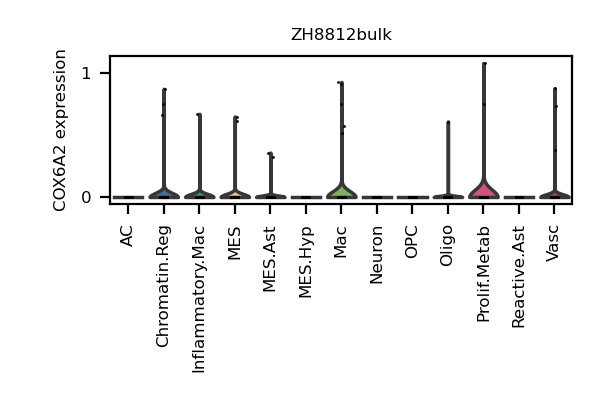 ZH8812bulk
COX6A2 expression
1
0
AC
Chromatin.Reg
Inflammatory.Mac
MES
MES.Ast
MES.Hyp
Mac
Neuron
OPC
Oligo
Prolif.Metab
Reactive.Ast
Vasc